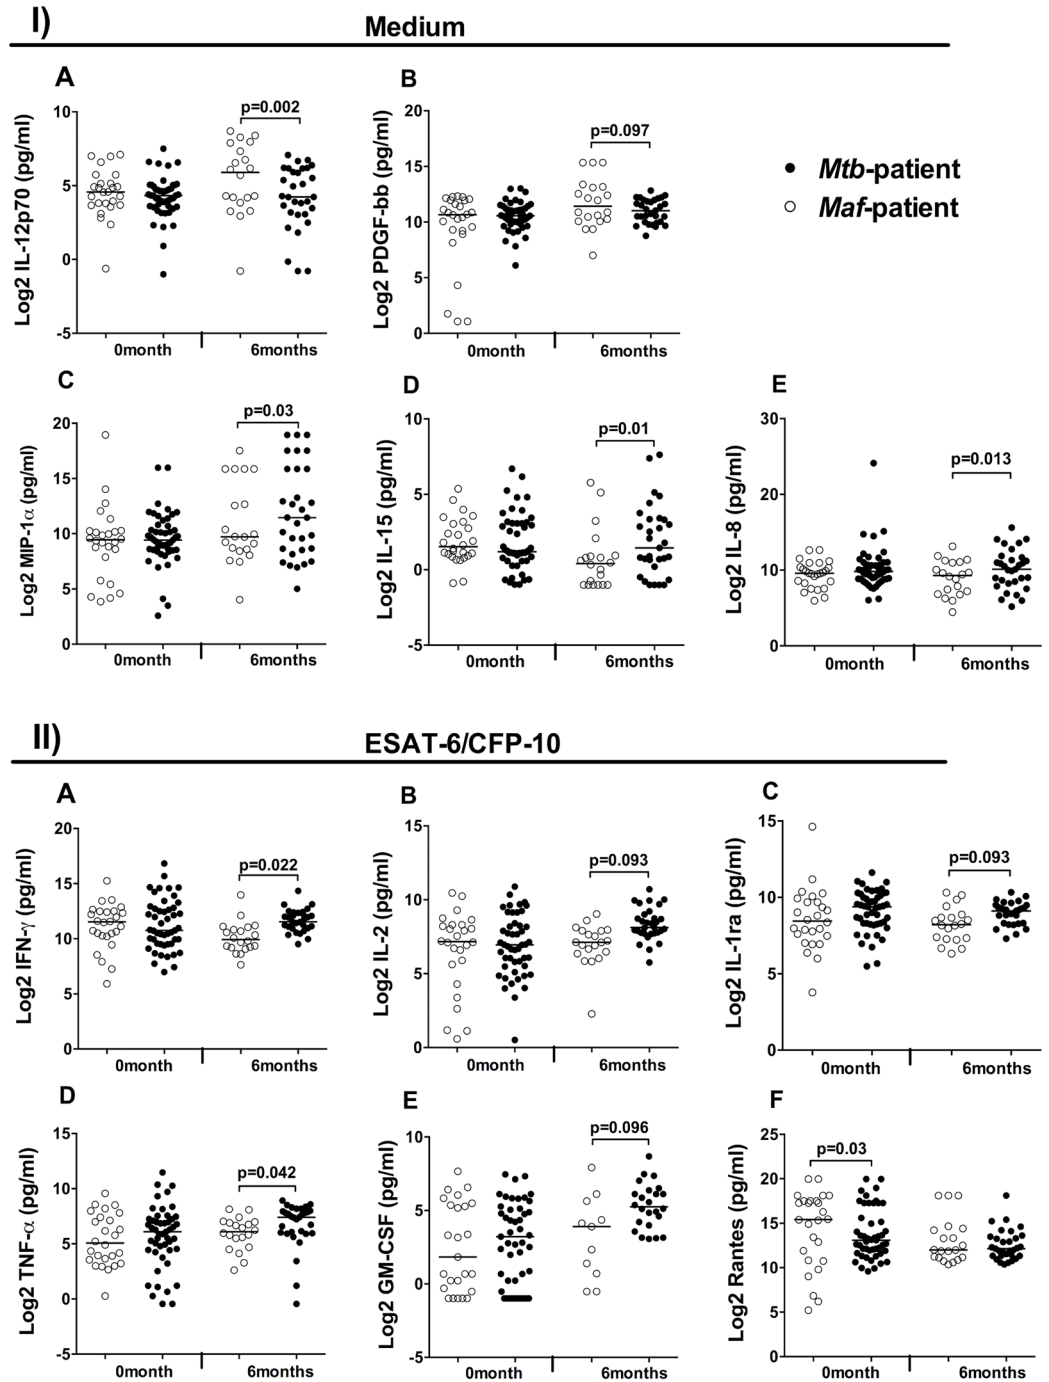 I)
Medium
A
B
Log2 IL-12p70 (pg/ml)
10
5
0
-5
p=0.002
0month
6months
Log2 PDGF-bb (pg/ml)
20
15
10
5
0
p=0.097
0month
6months
Mtb-patient
Maf-patient
C
D
E
Log2 MIP-1α (pg/ml)
20
15
10
5
0
p=0.03
0month
6months
Log2 IL-15 (pg/ml)
10
5
0
-5
p=0.01
0month
6months
Log2 IL-8 (pg/ml)
30
20
10
0
p=0.013
0month
6months
II)
ESAT-6/CFP-10
A
B
C
Log2 IFN-γ (pg/ml)
20
15
10
5
0
p=0.022
0month
6months
Log2 IL-2 (pg/ml)
15
10
5
0
p=0.093
0month
6months
Log2 IL-1ra (pg/ml)
15
10
5
0
p=0.093
0month
6months
D
E
F
Log2 TNF-α (pg/ml)
15
10
5
0
-5
p=0.042
0month
6months
Log2 GM-CSF (pg/ml)
10
5
0
-5
p=0.096
0month
6months
Log2 Rantes (pg/ml)
25
20
15
10
5
0
p=0.03
0month
6months